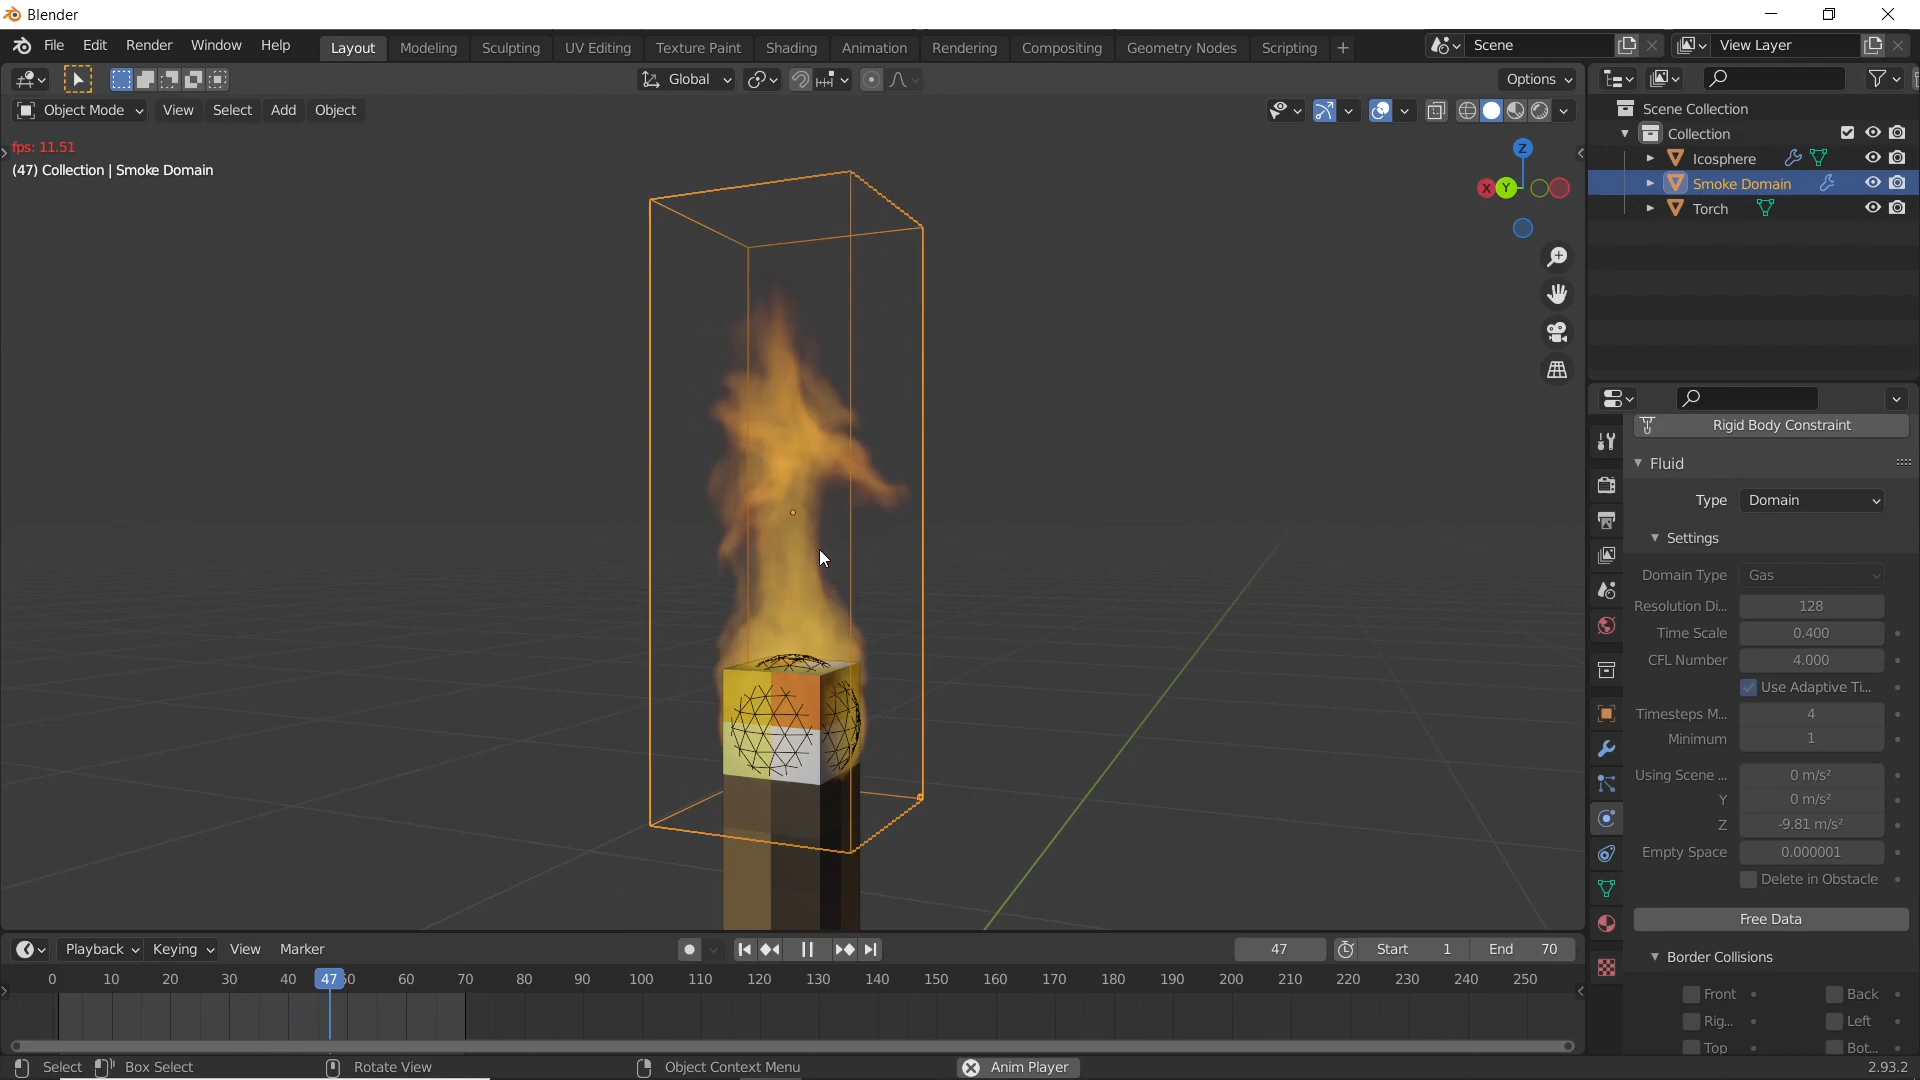 Blender
File Edit Render Window Help Layout Modeling Sculpting UV Editing Texture Paint Shading Animation Rendering Compositing Geometry Nodes Scripting + Scene View Layer
Global Options
Object Mode View Select Add Object
fps: 11.51
(47) Collection | Smoke Domain
Z
X Y
Scene Collection
Collection
Icosphere
Smoke Domain
Torch
Rigid Body Constraint
Fluid
Type Domain
Settings
Domain Type Gas
Resolution Di... 128
Time Scale 0.400
CFL Number 4.000
Use Adaptive Ti...
Timesteps M... 4
Minimum 1
Using Scene ... 0 m/s²
Y 0 m/s²
Z -9.81 m/s²
Empty Space 0.000001
Delete in Obstacle
Free Data
Border Collisions
Front Back
Rig... Left
Top Bot...
Playback Keying View Marker 47 Start 1 End 70
0 10 20 30 40 47 50 60 70 80 90 100 110 120 130 140 150 160 170 180 190 200 210 220 230 240 250
Select Box Select Rotate View Object Context Menu Anim Player 2.93.2